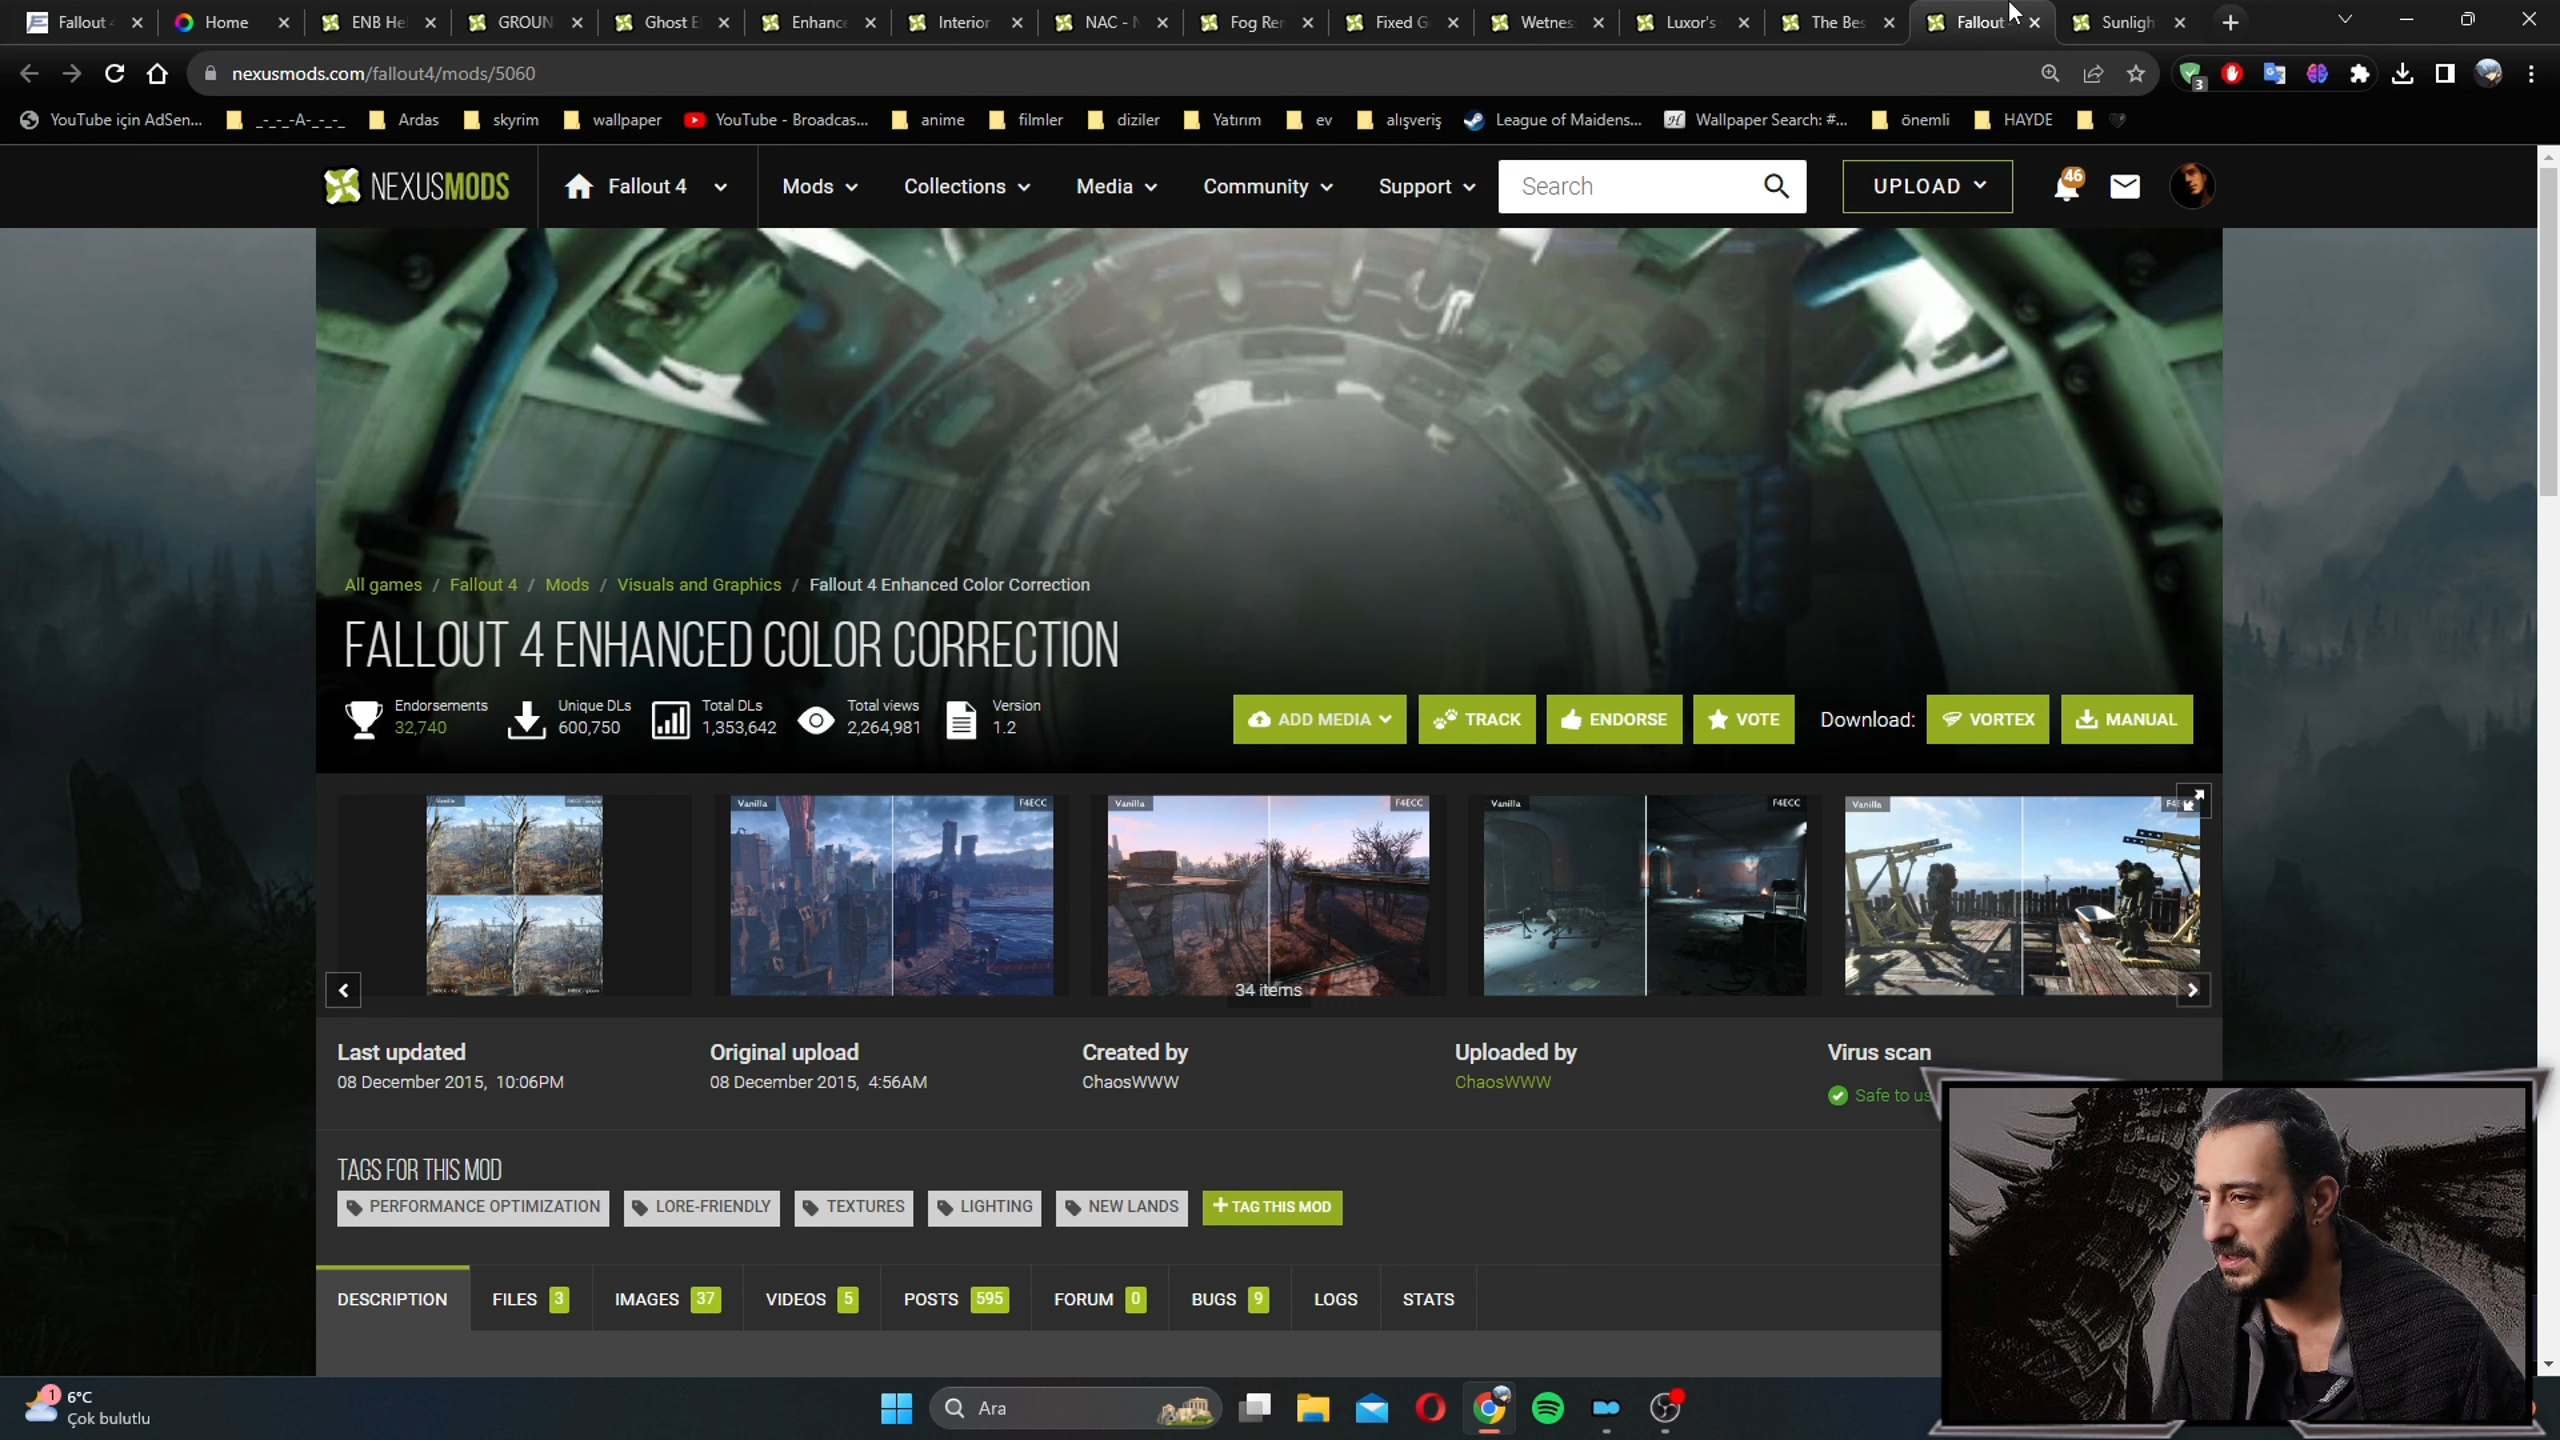 Fallout
Home
ENB He
GROUN
Ghost E
Enhanc
Interior
NAC - N
Fog Re
Fixed G
Wetnes
Luxor's
The Bes
Fallout
Sunligh
nexusmods.com/fallout4/mods/5060
3
YouTube için AdSen...
_-_-_-A-_-_-_
Ardas
skyrim
wallpaper
YouTube - Broadcas...
anime
filmler
diziler
Yatırım
ev
alışveriş
League of Maidens...
Wallpaper Search: #...
önemli
HAYDE
NEXUSMODS
Fallout 4
Mods
Collections
Media
Community
Support
Search
UPLOAD
46
All games / Fallout 4 / Mods / Visuals and Graphics / Fallout 4 Enhanced Color Correction
FALLOUT 4 ENHANCED COLOR CORRECTION
Endorsements
32,740
Unique DLs
600,750
Total DLs
1,353,642
Total views
2,264,981
Version
1.2
ADD MEDIA
TRACK
ENDORSE
VOTE
Download:
VORTEX
MANUAL
Vanilla
Vanilla
F4ECC
Vanilla
F4ECC
Vanilla
F4ECC
Vanilla
34 items
Last updated
08 December 2015, 10:06PM
Original upload
08 December 2015, 4:56AM
Created by
ChaosWWW
Uploaded by
ChaosWWW
Virus scan
Safe to us
TAGS FOR THIS MOD
PERFORMANCE OPTIMIZATION
LORE-FRIENDLY
TEXTURES
LIGHTING
NEW LANDS
TAG THIS MOD
DESCRIPTION
FILES 3
IMAGES 37
VIDEOS 5
POSTS 595
FORUM 0
BUGS 9
LOGS
STATS
1
6°C
Çok bulutlu
Ara